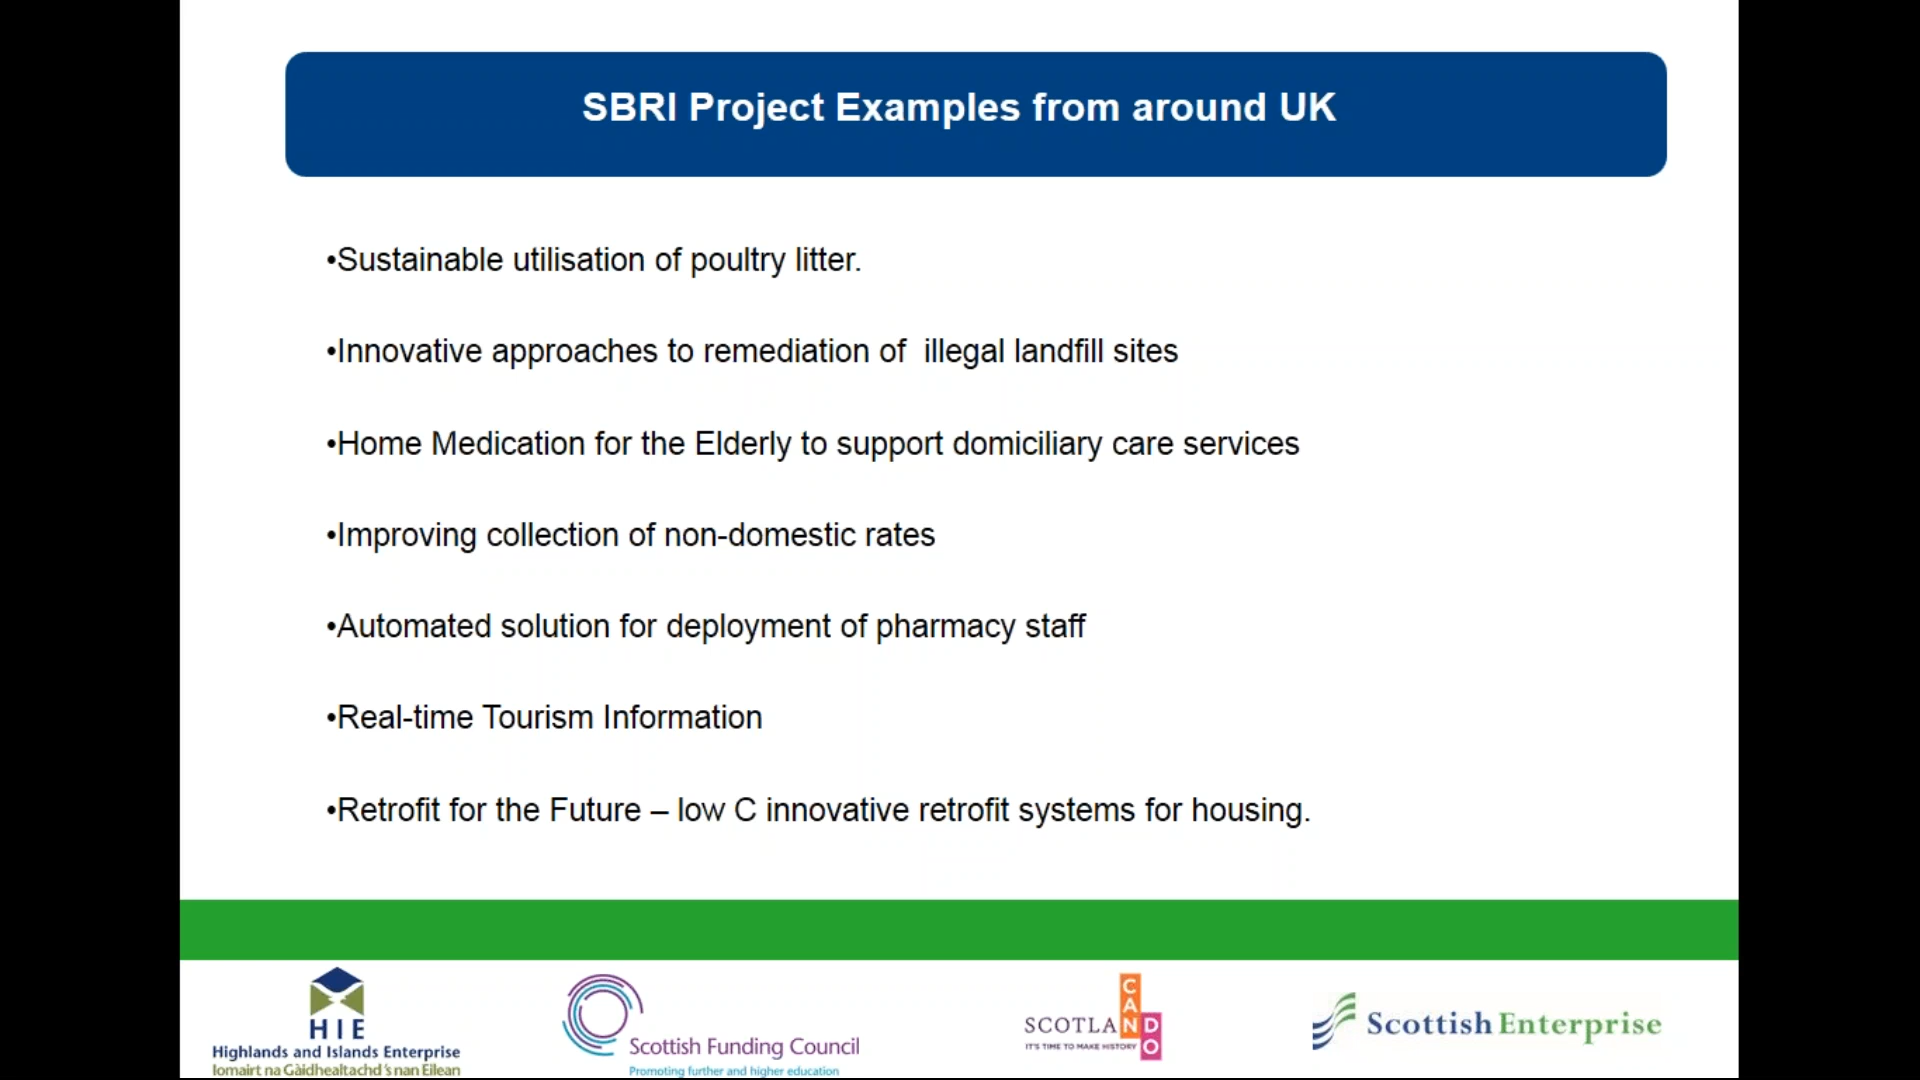 SBRI Project Examples from around UK
•Sustainable utilisation of poultry litter.
•Innovative approaches to remediation of  illegal landfill sites
•Home Medication for the Elderly to support domiciliary care services
•Improving collection of non-domestic rates
•Automated solution for deployment of pharmacy staff
•Real-time Tourism Information
•Retrofit for the Future – low C innovative retrofit systems for housing.
HIE
Highlands and Islands Enterprise
Iomairt na Gàidhealtachd 's nan Eilean
Scottish Funding Council
Promoting further and higher education
SCOTLAND
CAN
DO
IT'S TIME TO MAKE HISTORY
Scottish Enterprise